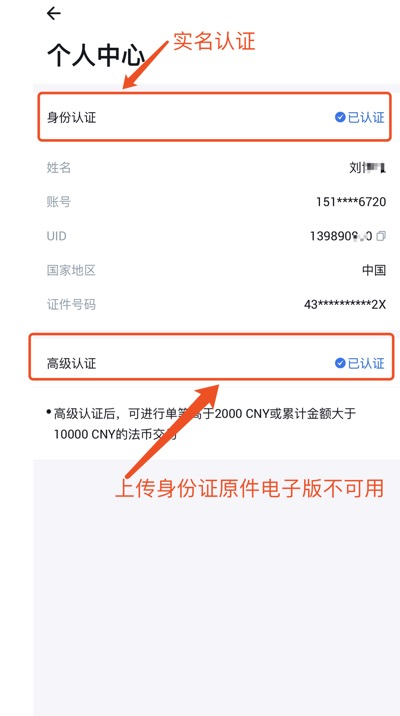 个人中心
实名认证
身份认证 已认证
姓名 刘
账号 151****6720
UID 139890
国家地区 中国
证件号码 43**********2X
高级认证 已认证
• 高级认证后，可进行单等高于2000 CNY或累计金额大于
10000 CNY的法币交易
上传身份证原件电子版不可用